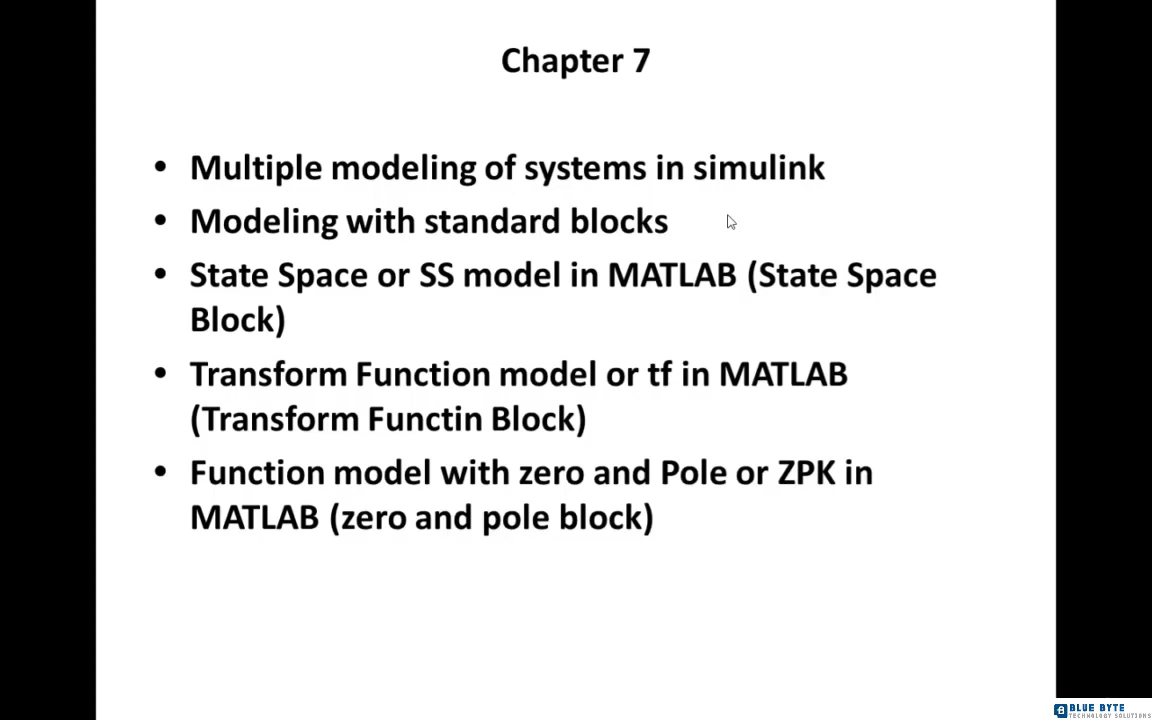 Chapter 7
• Multiple modeling of systems in simulink
• Modeling with standard blocks
• State Space or SS model in MATLAB (State Space
Block)
• Transform Function model or tf in MATLAB
(Transform Functin Block)
• Function model with zero and Pole or ZPK in
MATLAB (zero and pole block)
BLUE BYTE
TECHNOLOGY SOLUTIONS